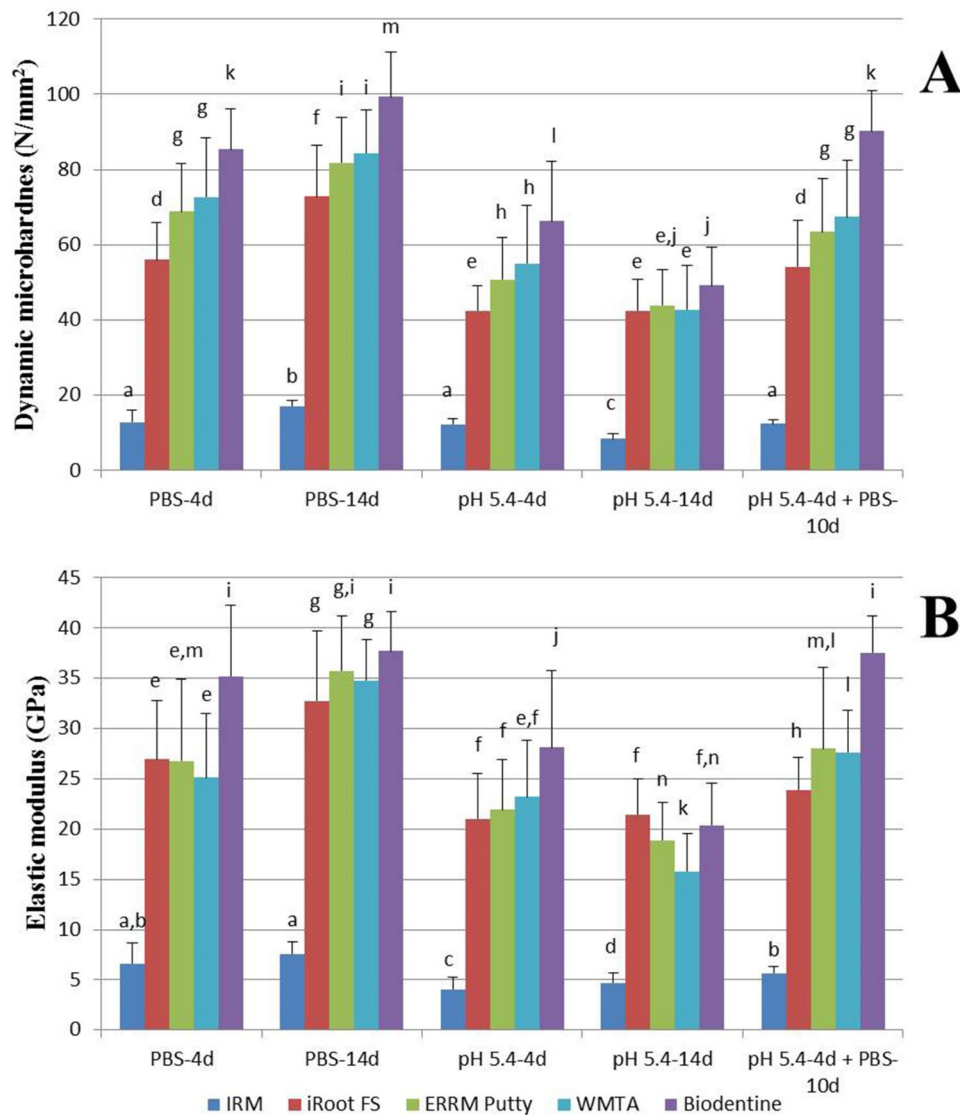 A
Dynamic microhardnes (N/mm²)
120
100
80
60
40
20
0
a d g g k
b f i i m
a e h h l
c e e,j e j
a d g g k
PBS-4d PBS-14d pH 5.4-4d pH 5.4-14d pH 5.4-4d + PBS-
10d
B
Elastic modulus (GPa)
45
40
35
30
25
20
15
10
5
0
a,b e e,m e i
a g g,i g i
c f f e,f j
d f n k f,n
b h m,l l i
PBS-4d PBS-14d pH 5.4-4d pH 5.4-14d pH 5.4-4d + PBS-
10d
IRM iRoot FS ERRM Putty WMTA Biodentine